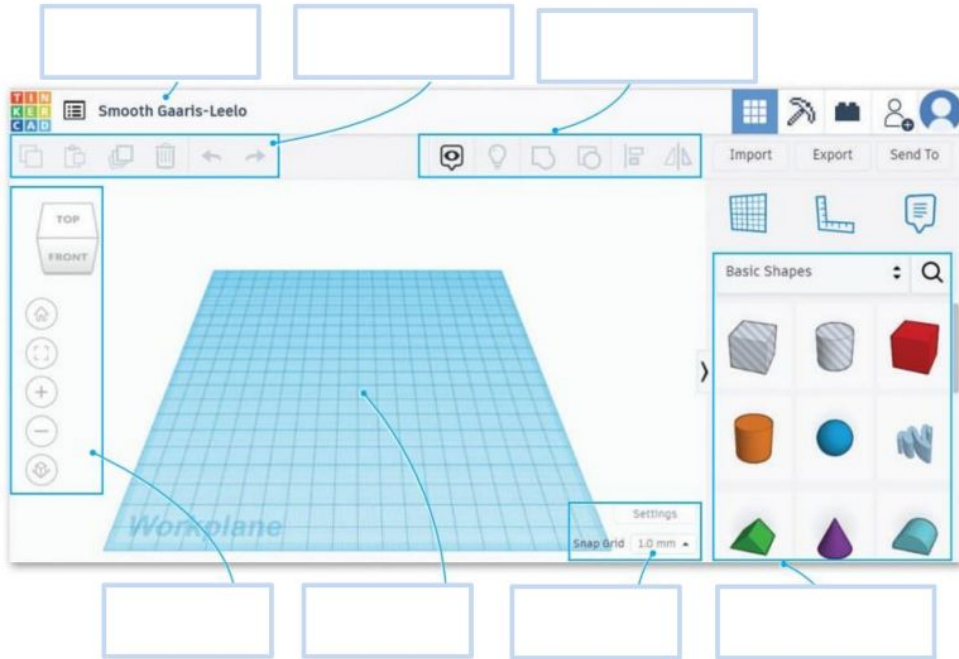 TIN
KER
CAD
Smooth Gaaris-Leelo
Import Export Send To
TOP
FRONT
Basic Shapes
Workplane
Settings
Snap Grid 1.0 mm